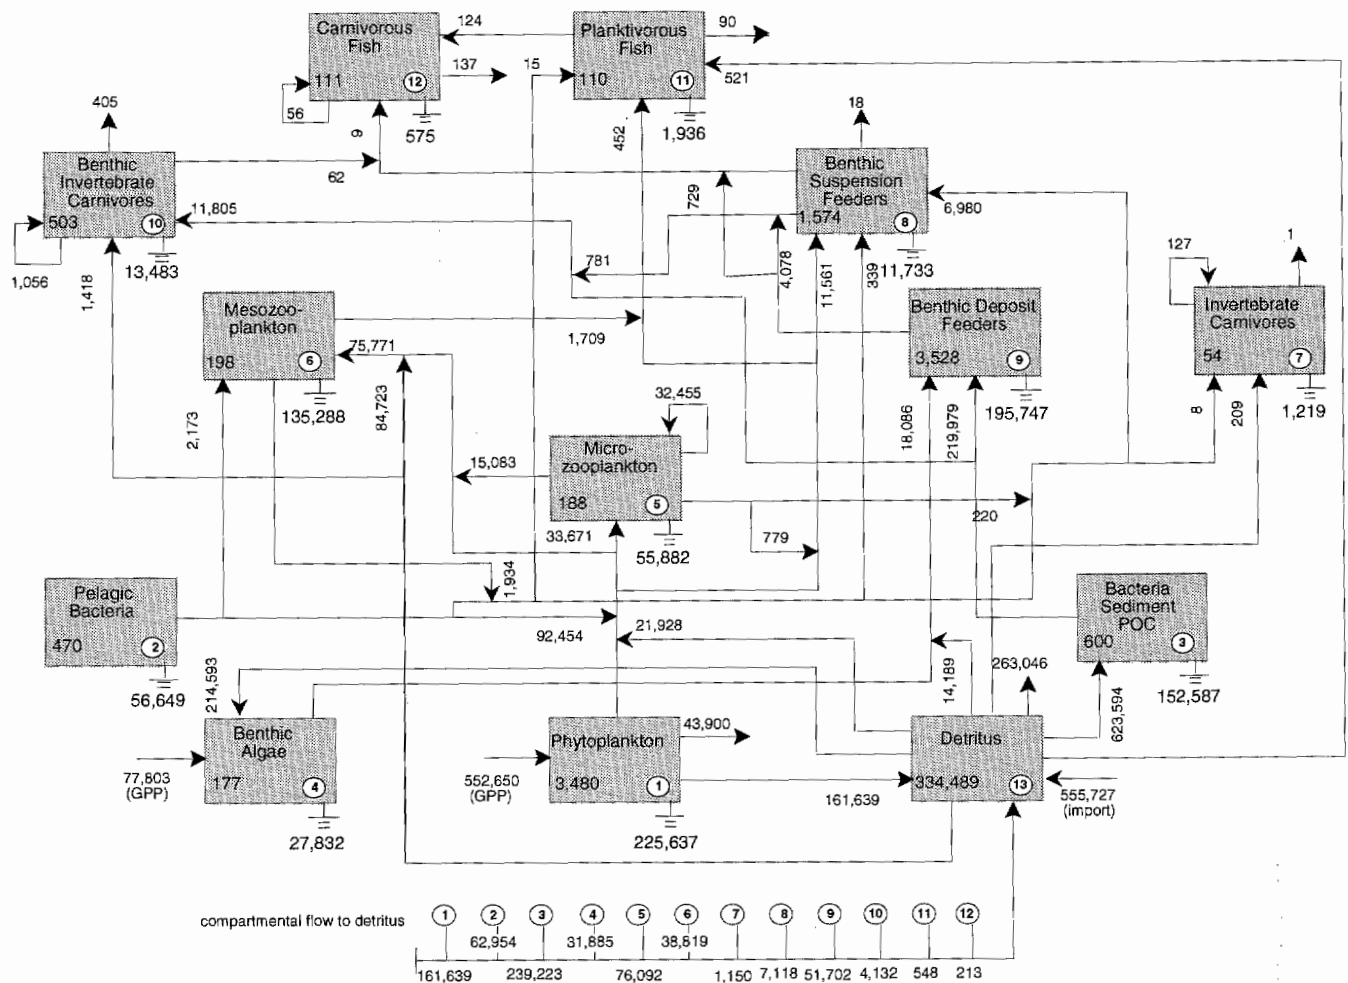 Carnivorous
Fish
111
12
124
137
56
9
575
Planktivorous
Fish
110
11
90
15
521
452
1,936
405
Benthic
Invertebrate
Carnivores
503
10
62
11,805
13,483
1,056
1,418
18
Benthic
Suspension
Feeders
1,574
8
729
6,980
781
4,078
11,561
339
11,733
127
1
Invertebrate
Carnivores
54
7
8
209
1,219
Mesozoo-
plankton
198
6
75,771
1,709
135,288
84,723
2,173
Benthic Deposit
Feeders
3,528
9
18,086
219,979
195,747
32,455
Micro-
zooplankton
188
5
15,083
220
33,671
55,882
779
1,934
Pelagic
Bacteria
470
2
56,649
92,454
21,928
Bacteria
Sediment
POC
600
3
152,587
214,593
14,189
263,046
623,594
Benthic
Algae
177
4
77,803
(GPP)
27,832
Phytoplankton
3,480
1
43,900
552,650
(GPP)
225,637
161,639
Detritus
334,489
13
555,727
(import)
compartmental flow to detritus
1 2 3 4 5 6 7 8 9 10 11 12
62,954 31,885 38,819
161,639 239,223 76,092 1,150 7,118 51,702 4,132 548 213